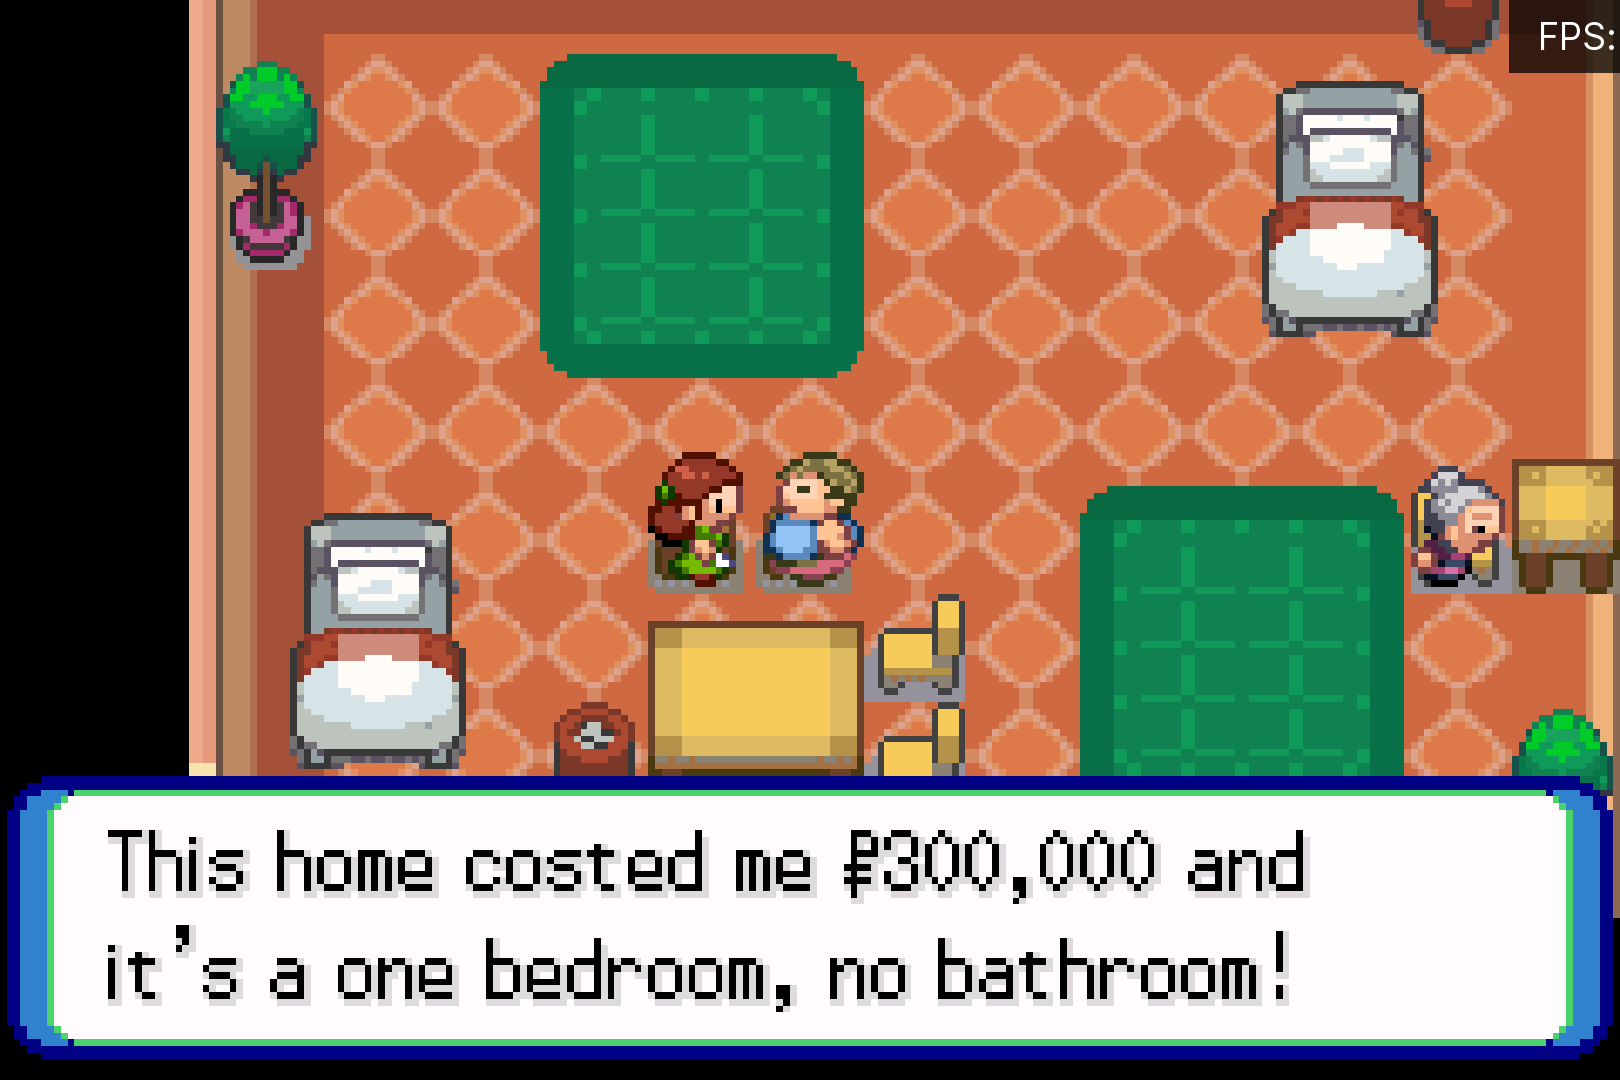 FPS:
This home costed me ₽300,000 and
it's a one bedroom, no bathroom!